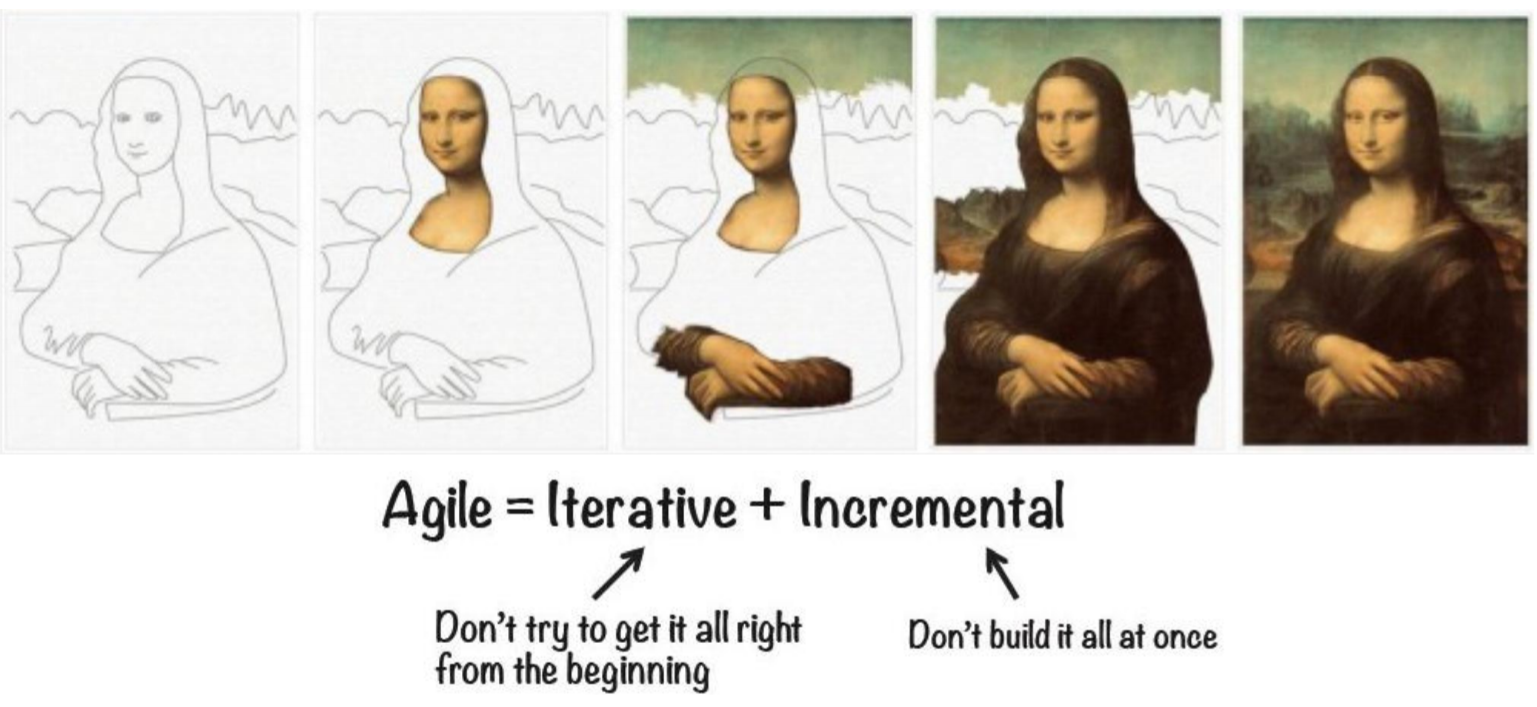 Agile = Iterative + Incremental
Don't try to get it all right
from the beginning
Don't build it all at once